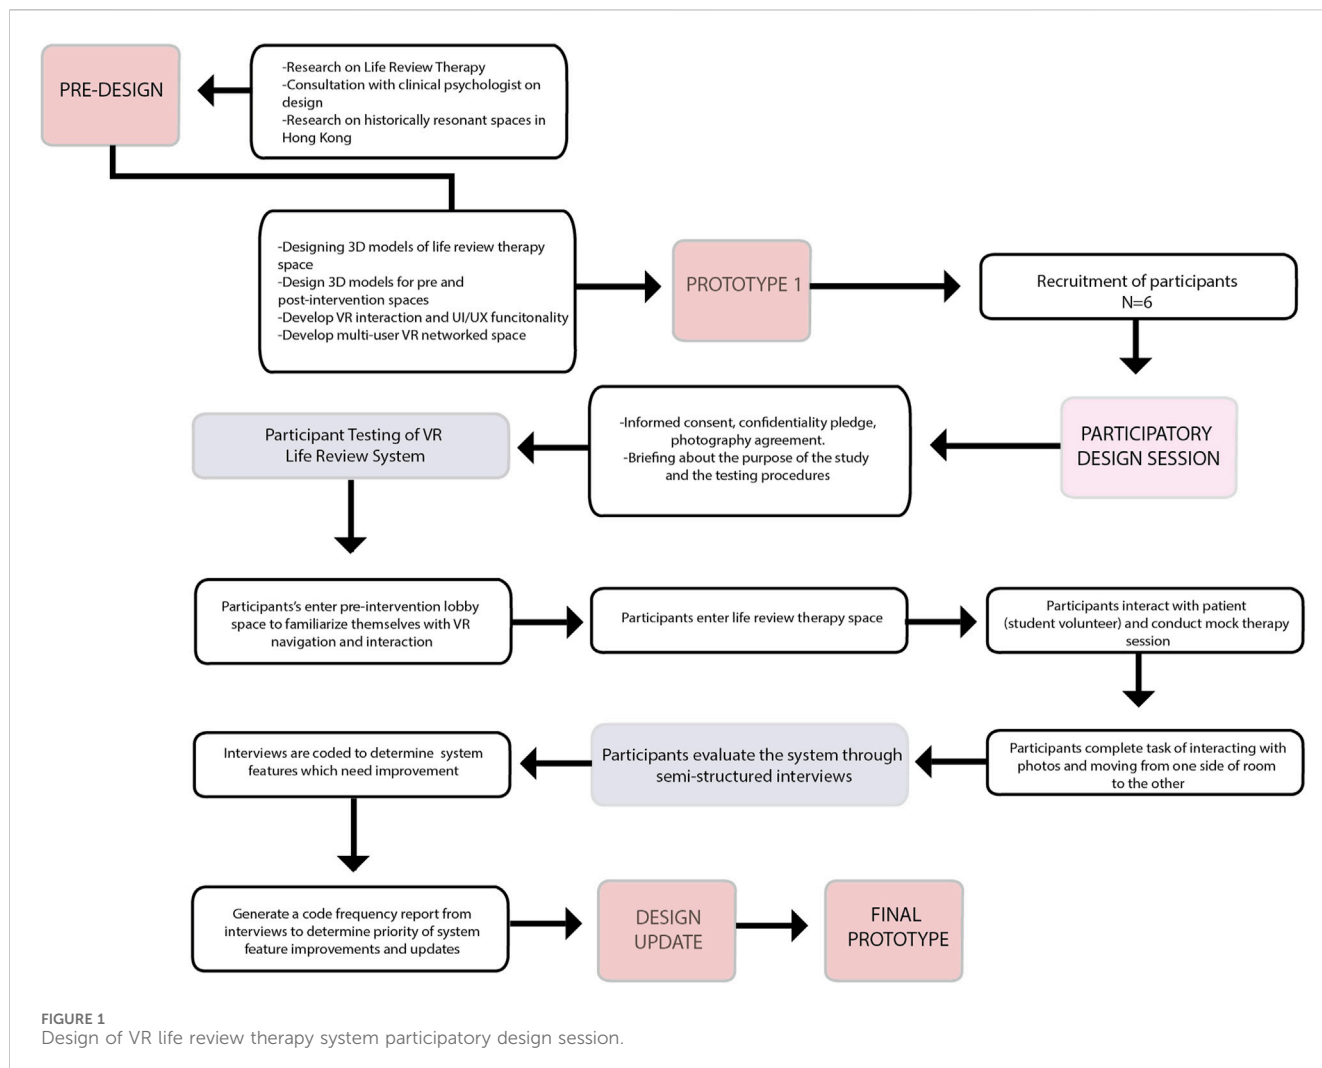 PRE-DESIGN
-Research on Life Review Therapy
-Consultation with clinical psychologist on
design
-Research on historically resonant spaces in
Hong Kong
-Designing 3D models of life review therapy
space
-Design 3D models for pre and
post-intervention spaces
-Develop VR interaction and UI/UX funcitonality
-Develop multi-user VR networked space
PROTOTYPE 1
Recruitment of participants
N=6
PARTICIPATORY
DESIGN SESSION
-Informed consent, confidentiality pledge,
photography agreement.
-Briefing about the purpose of the study
and the testing procedures
Participant Testing of VR
Life Review System
Participants's enter pre-intervention lobby
space to familiarize themselves with VR
navigation and interaction
Participants enter life review therapy space
Participants interact with patient
(student volunteer) and conduct mock therapy
session
Participants complete task of interacting with
photos and moving from one side of room
to the other
Participants evaluate the system through
semi-structured interviews
Interviews are coded to determine system
features which need improvement
Generate a code frequency report from
interviews to determine priority of system
feature improvements and updates
DESIGN
UPDATE
FINAL
PROTOTYPE
FIGURE 1
Design of VR life review therapy system participatory design session.